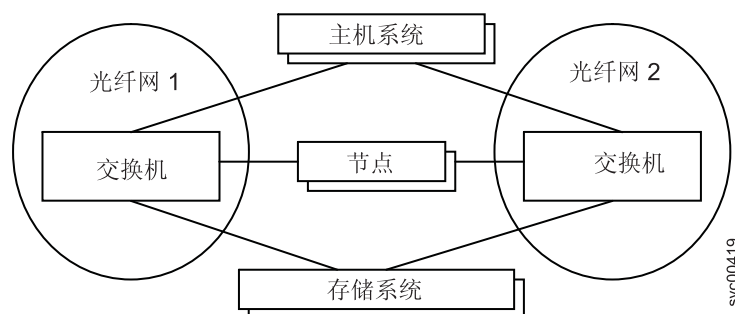 主机系统
光纤网 1
光纤网 2
交换机
节点
交换机
存储系统
svc00419